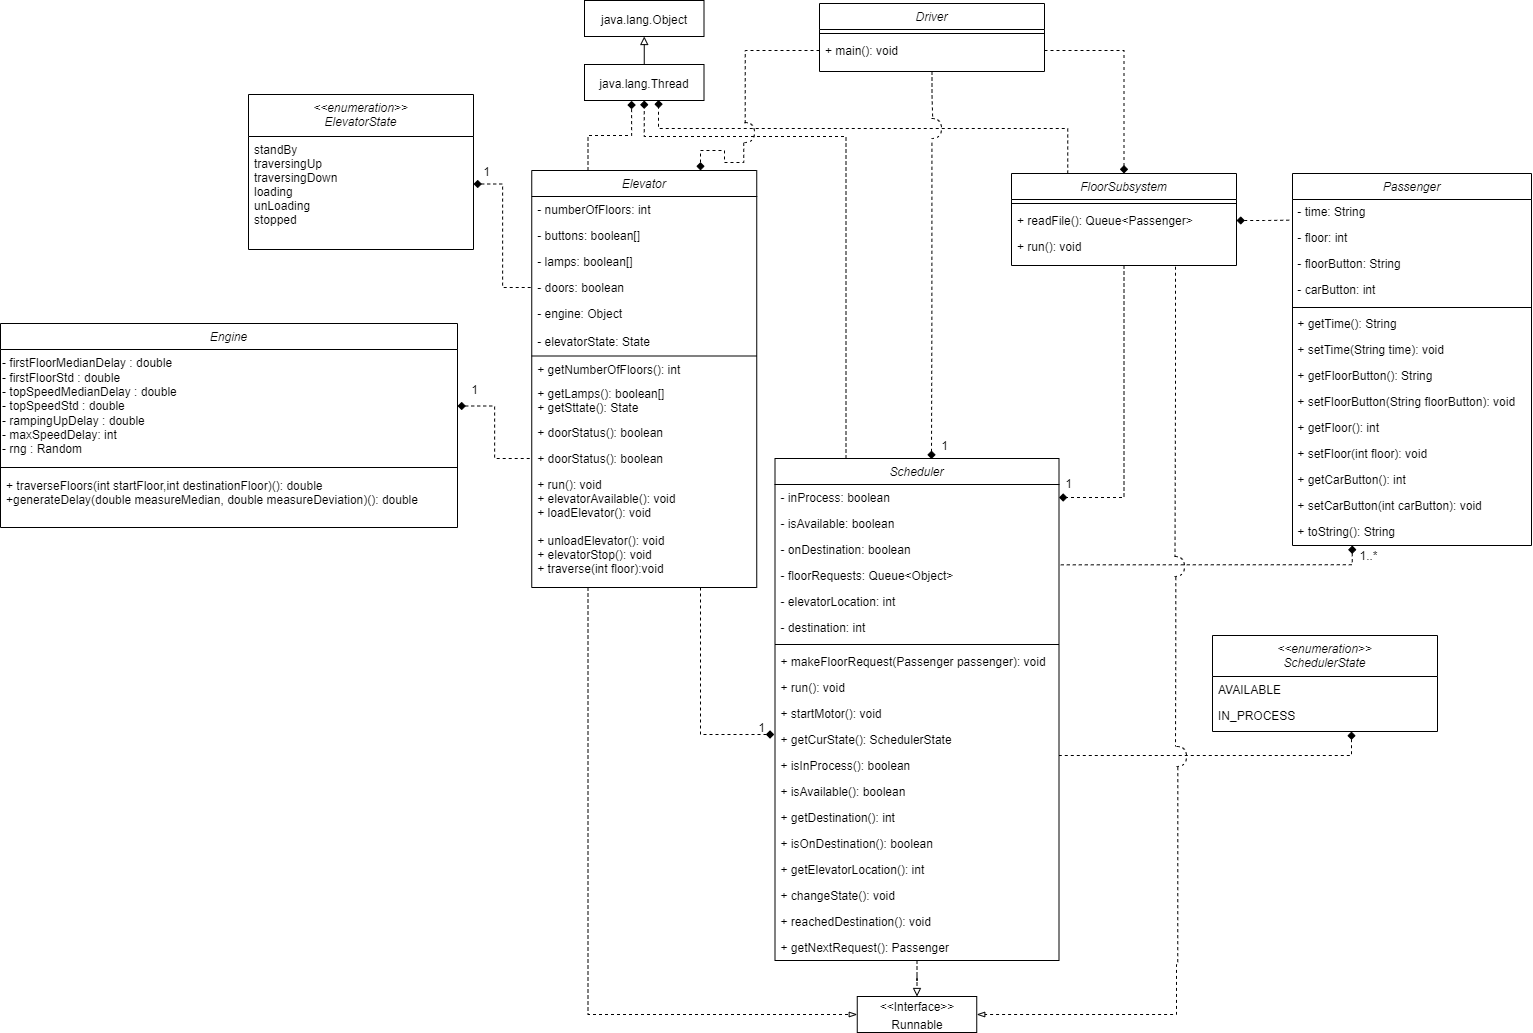 java.lang.Object
java.lang.Thread
Driver
+ main(): void
<<enumeration>>
ElevatorState
standBy
traversingUp
traversingDown
loading
unLoading
stopped
1
Elevator
- numberOfFloors: int
- buttons: boolean[]
- lamps: boolean[]
- doors: boolean
- engine: Object
- elevatorState: State
+ getNumberOfFloors(): int
+ getLamps(): boolean[]
+ getSttate(): State
+ doorStatus(): boolean
+ doorStatus(): boolean
+ run(): void
+ elevatorAvailable(): void
+ loadElevator(): void
+ unloadElevator(): void
+ elevatorStop(): void
+ traverse(int floor):void
FloorSubsystem
+ readFile(): Queue<Passenger>
+ run(): void
Passenger
- time: String
- floor: int
- floorButton: String
- carButton: int
+ getTime(): String
+ setTime(String time): void
+ getFloorButton(): String
+ setFloorButton(String floorButton): void
+ getFloor(): int
+ setFloor(int floor): void
+ getCarButton(): int
+ setCarButton(int carButton): void
+ toString(): String
1..*
Engine
- firstFloorMedianDelay : double
- firstFloorStd : double
- topSpeedMedianDelay : double
- topSpeedStd : double
- rampingUpDelay : double
- maxSpeedDelay: int
- rng : Random
+ traverseFloors(int startFloor,int destinationFloor)(): double
+generateDelay(double measureMedian, double measureDeviation)(): double
1
1
Scheduler
1
- inProcess: boolean
- isAvailable: boolean
- onDestination: boolean
- floorRequests: Queue<Object>
- elevatorLocation: int
- destination: int
+ makeFloorRequest(Passenger passenger): void
+ run(): void
+ startMotor(): void
1
+ getCurState(): SchedulerState
+ isInProcess(): boolean
+ isAvailable(): boolean
+ getDestination(): int
+ isOnDestination(): boolean
+ getElevatorLocation(): int
+ changeState(): void
+ reachedDestination(): void
+ getNextRequest(): Passenger
<<enumeration>>
SchedulerState
AVAILABLE
IN_PROCESS
<<Interface>>
Runnable